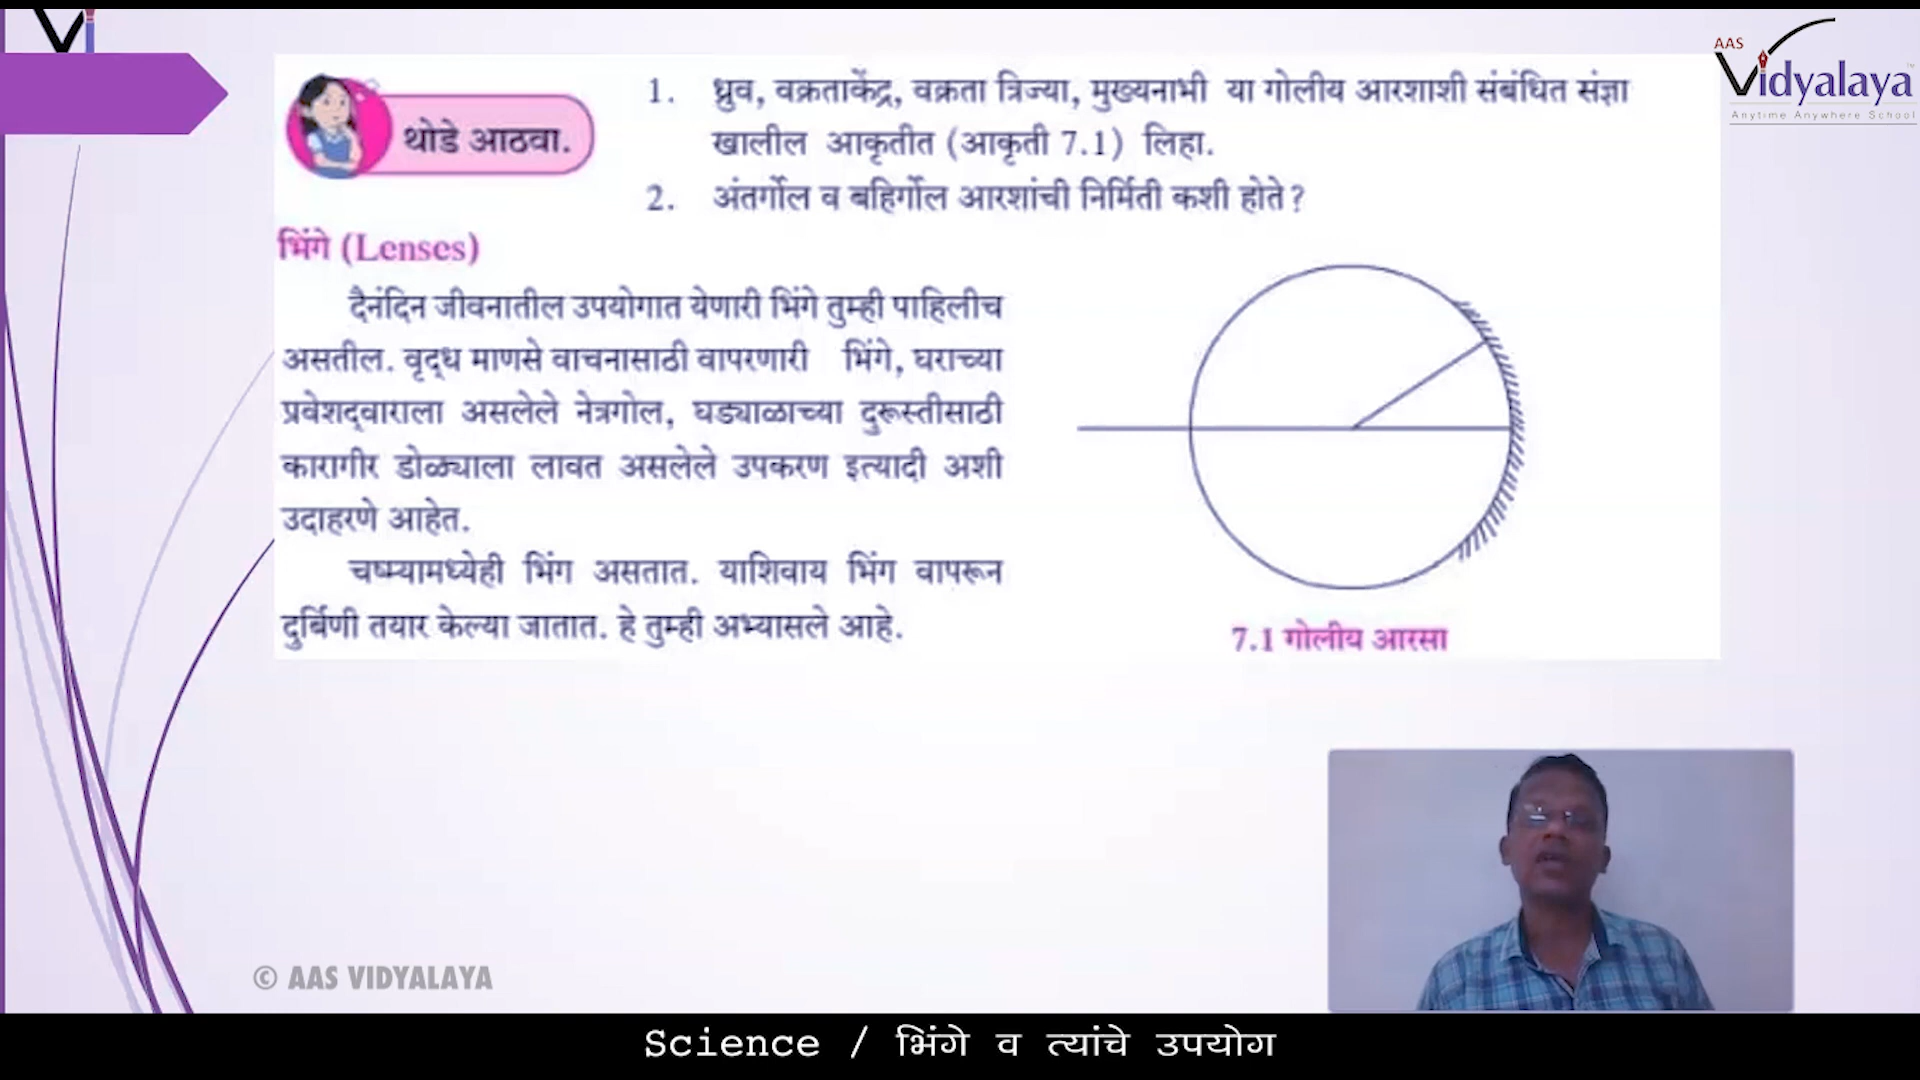 Vi
AAS
Vidyalaya
Anytime Anywhere School
थोडे आठवा.
1. ध्रुव, वक्रताकेंद्र, वक्रता त्रिज्या, मुख्यनाभी या गोलीय आरशाशी संबंधित संज्ञा
खालील आकृतीत (आकृती 7.1) लिहा.
2. अंतर्गोल व बहिर्गोल आरशांची निर्मिती कशी होते?
भिंगे (Lenses)
दैनंदिन जीवनातील उपयोगात येणारी भिंगे तुम्ही पाहिलीच
असतील. वृद्ध माणसे वाचनासाठी वापरणारी भिंगे, घराच्या
प्रवेशद्वाराला असलेले नेत्रगोल, घड्याळाच्या दुरूस्तीसाठी
कारागीर डोळ्याला लावत असलेले उपकरण इत्यादी अशी
उदाहरणे आहेत.
चष्म्यामध्येही भिंग असतात. याशिवाय भिंग वापरून
दुर्बिणी तयार केल्या जातात. हे तुम्ही अभ्यासले आहे.
7.1 गोलीय आरसा
© AAS VIDYALAYA
Science / भिंगे व त्यांचे उपयोग